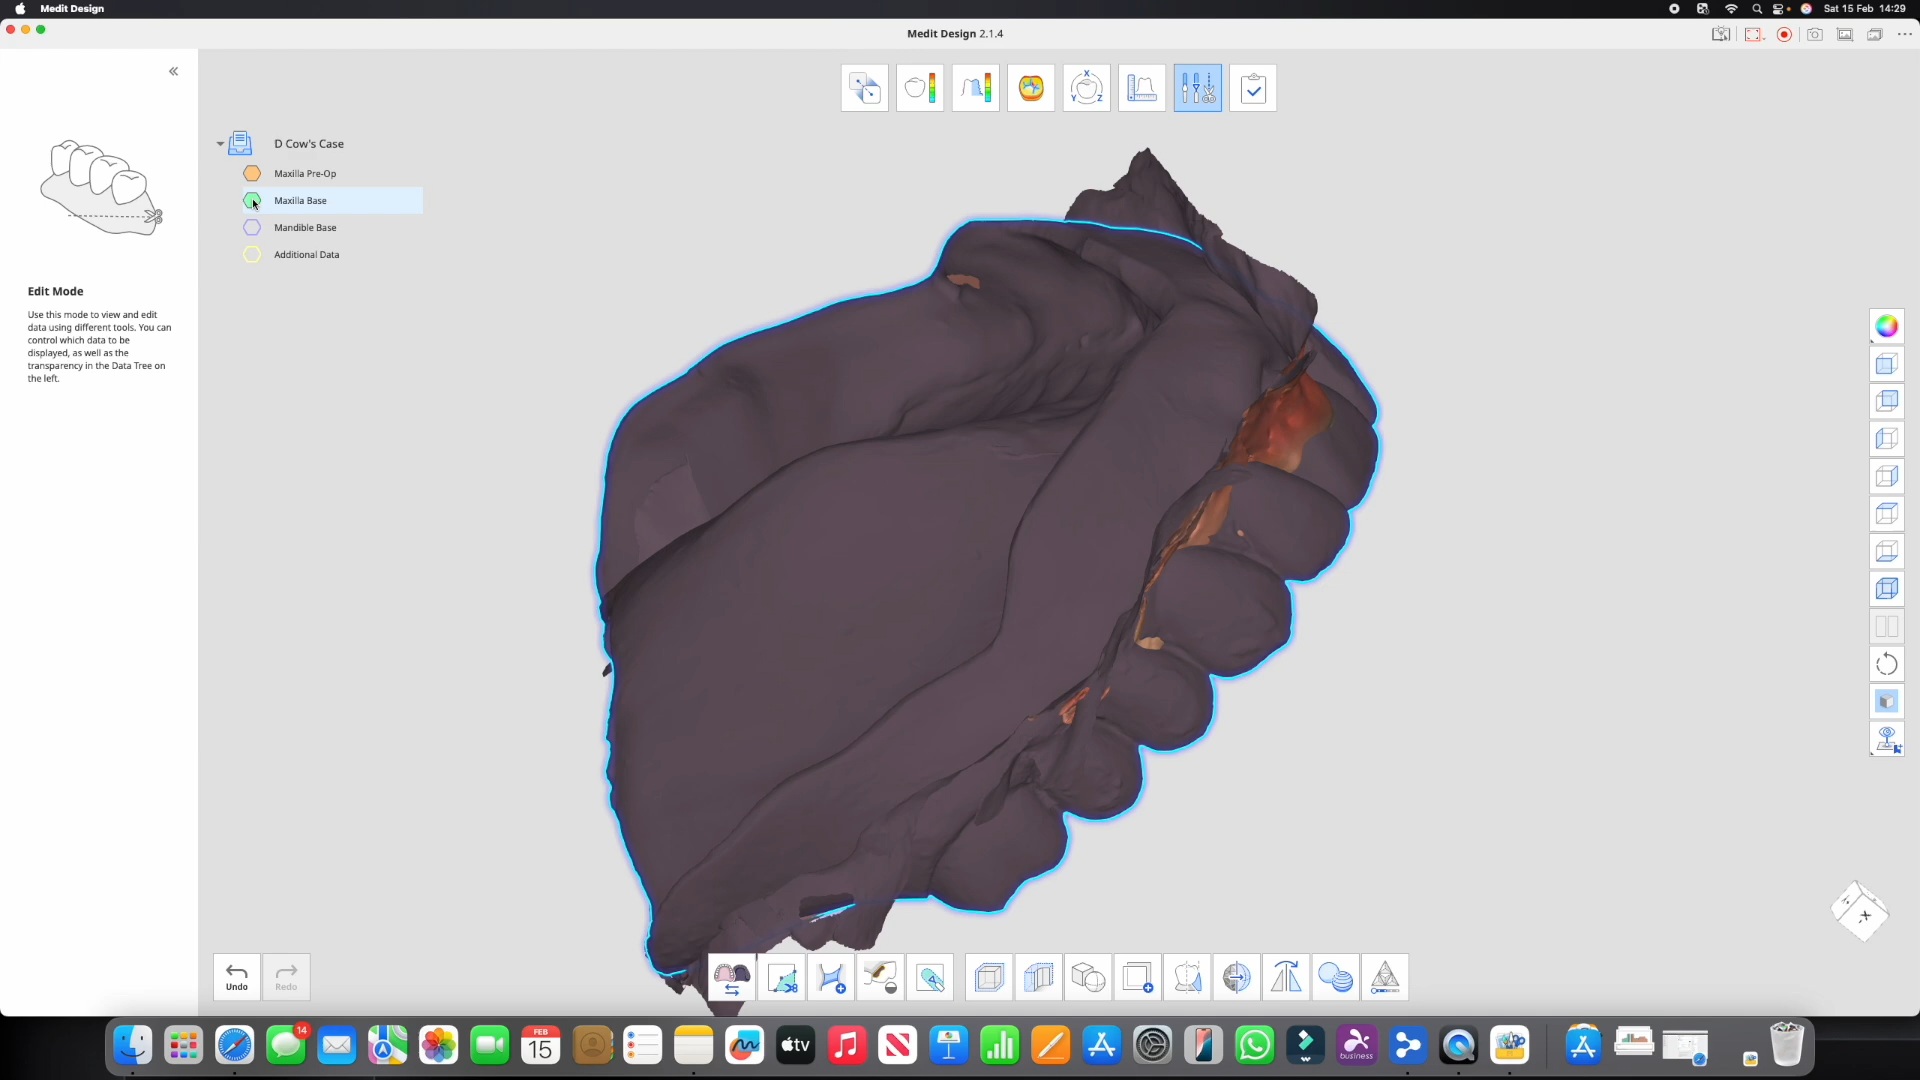 Medit Design
Sat 15 Feb 14:29
Medit Design 2.1.4
X
Y
Z
D Cow's Case
Maxilla Pre-Op
Maxilla Base
Mandible Base
Additional Data
Edit Mode
Use this mode to view and edit
data using different tools. You can
control which data to be
displayed, as well as the
transparency in the Data Tree on
the left.
Undo
Redo
14
FEB
15
tv
business